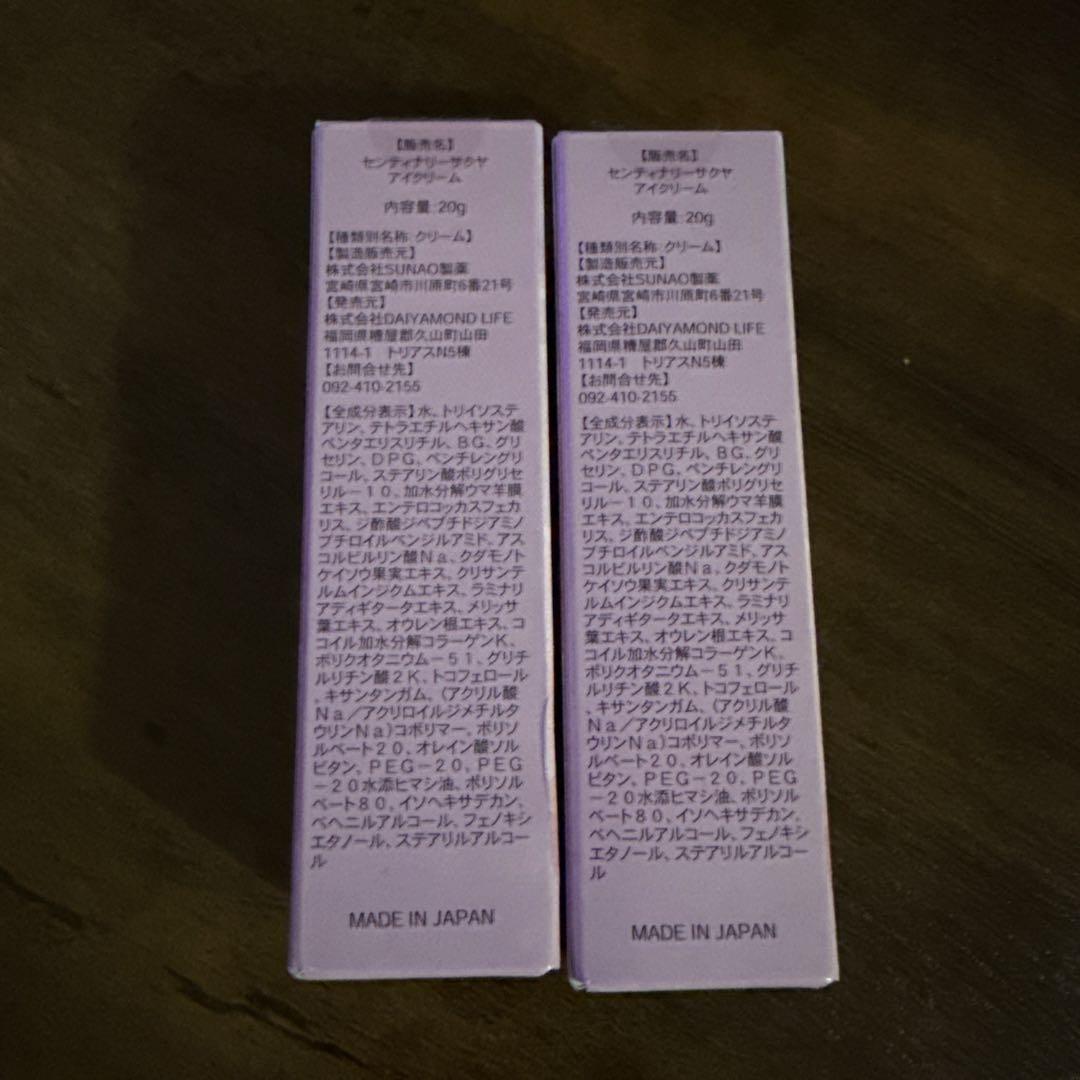 【販売名】
センティナリーサクヤ
アイクリーム
内容量:20g
【種類別名称:クリーム】
【製造販売元】
株式会社SUNAO製薬
宮崎県宮崎市川原町6番21号
【発売元】
株式会社DAIYAMOND LIFE
福岡県糟屋郡久山町山田
1114-1 トリアスN5棟
【お問合せ先】
092-410-2155
【全成分表示】水、トリイソステ
アリン、テトラエチルヘキサン酸
ペンタエリスリチル、BG、グリ
セリン、DPG、ペンチレングリ
コール、ステアリン酸ポリグリセ
リル－10、加水分解ウマ羊膜
エキス、エンテロコッカスフェカ
リス、ジ酢酸ジペプチドジアミノ
ブチロイルベンジルアミド、アス
コルビルリン酸Na、クダモノト
ケイソウ果実エキス、クリサンテ
ルムインジクムエキス、ラミナリ
アディギタータエキス、メリッサ
葉エキス、オウレン根エキス、コ
コイル加水分解コラーゲンK、
ポリクオタニウム－51、グリチ
ルリチン酸2K、トコフェロール
、キサンタンガム、(アクリル酸
Na／アクリロイルジメチルタ
ウリンNa)コポリマー、ポリソ
ルベート20、オレイン酸ソル
ビタン、PEG－20、PEG
－20水添ヒマシ油、ポリソル
ベート80、イソヘキサデカン、
ベヘニルアルコール、フェノキシ
エタノール、ステアリルアルコー
ル
MADE IN JAPAN
【販売名】
センティナリーサクヤ
アイクリーム
内容量:20g
【種類別名称:クリーム】
【製造販売元】
株式会社SUNAO製薬
宮崎県宮崎市川原町6番21号
【発売元】
株式会社DAIYAMOND LIFE
福岡県糟屋郡久山町山田
1114-1 トリアスN5棟
【お問合せ先】
092-410-2155
【全成分表示】水、トリイソステ
アリン、テトラエチルヘキサン酸
ペンタエリスリチル、BG、グリ
セリン、DPG、ペンチレングリ
コール、ステアリン酸ポリグリセ
リル－10、加水分解ウマ羊膜
エキス、エンテロコッカスフェカ
リス、ジ酢酸ジペプチドジアミノ
ブチロイルベンジルアミド、アス
コルビルリン酸Na、クダモノト
ケイソウ果実エキス、クリサンテ
ルムインジクムエキス、ラミナリ
アディギタータエキス、メリッサ
葉エキス、オウレン根エキス、コ
コイル加水分解コラーゲンK、
ポリクオタニウム－51、グリチ
ルリチン酸2K、トコフェロール
、キサンタンガム、(アクリル酸
Na／アクリロイルジメチルタ
ウリンNa)コポリマー、ポリソ
ルベート20、オレイン酸ソル
ビタン、PEG－20、PEG
－20水添ヒマシ油、ポリソル
ベート80、イソヘキサデカン、
ベヘニルアルコール、フェノキシ
エタノール、ステアリルアルコー
ル
MADE IN JAPAN